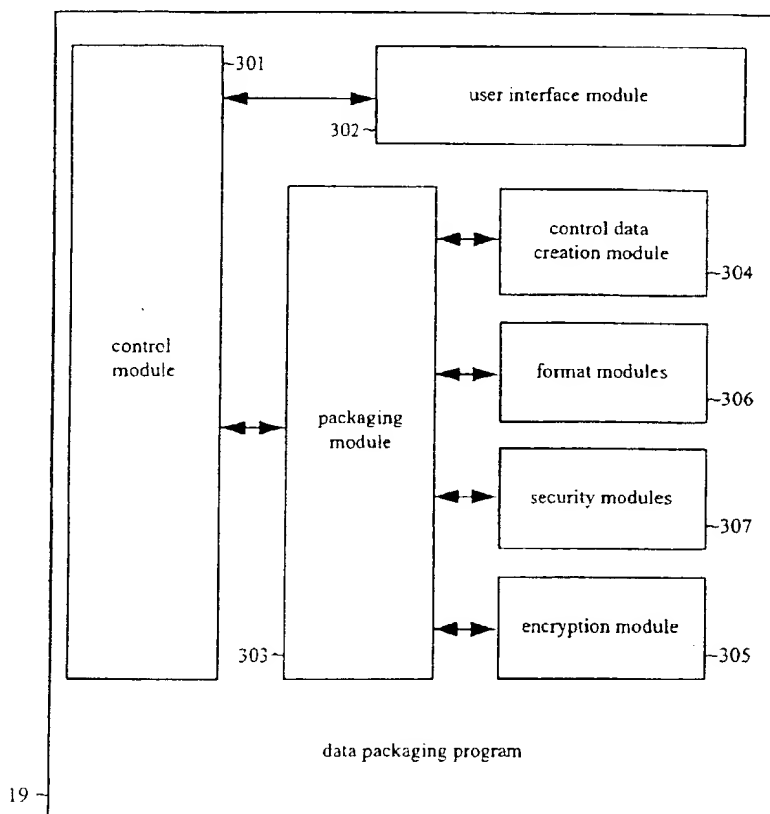 301
user interface module
302
control data
creation module
304
control
module
format modules
306
packaging
module
security modules
307
encryption module
303
305
data packaging program
19